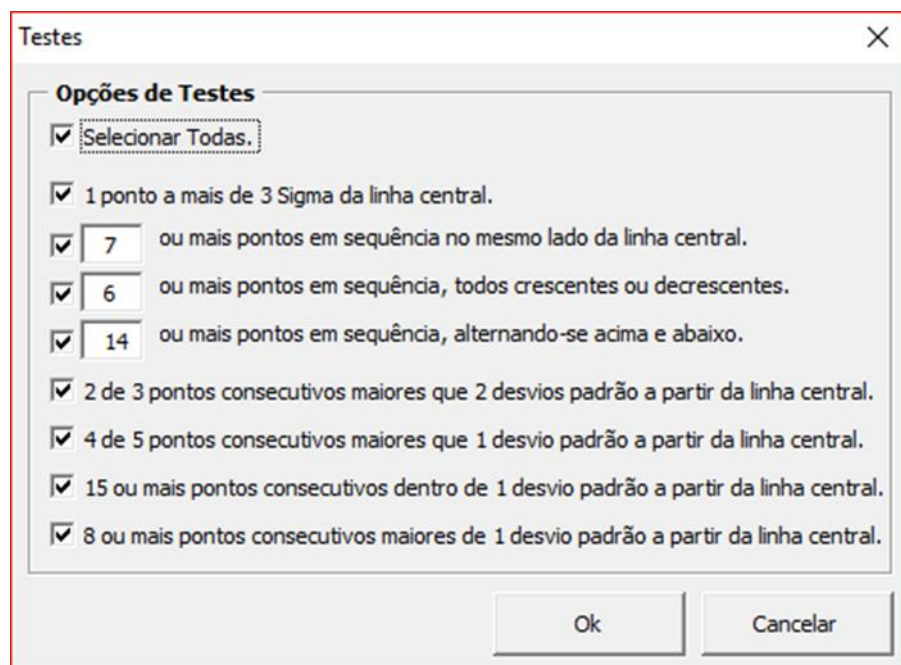 Testes
Opções de Testes
Selecionar Todas.
1 ponto a mais de 3 Sigma da linha central.
7 ou mais pontos em sequência no mesmo lado da linha central.
6 ou mais pontos em sequência, todos crescentes ou decrescentes.
14 ou mais pontos em sequência, alternando-se acima e abaixo.
2 de 3 pontos consecutivos maiores que 2 desvios padrão a partir da linha central.
4 de 5 pontos consecutivos maiores que 1 desvio padrão a partir da linha central.
15 ou mais pontos consecutivos dentro de 1 desvio padrão a partir da linha central.
8 ou mais pontos consecutivos maiores de 1 desvio padrão a partir da linha central.
Ok Cancelar